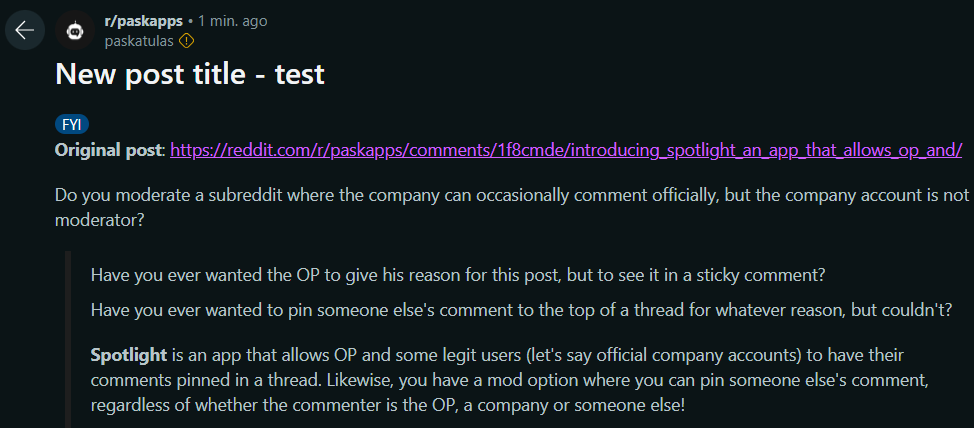 r/paskapps • 1 min. ago
paskatulas
New post title - test
FYI
Original post: https://reddit.com/r/paskapps/comments/1f8cmde/introducing_spotlight_an_app_that_allows_op_and/
Do you moderate a subreddit where the company can occasionally comment officially, but the company account is not
moderator?
Have you ever wanted the OP to give his reason for this post, but to see it in a sticky comment?
Have you ever wanted to pin someone else's comment to the top of a thread for whatever reason, but couldn't?
Spotlight is an app that allows OP and some legit users (let's say official company accounts) to have their
comments pinned in a thread. Likewise, you have a mod option where you can pin someone else's comment,
regardless of whether the commenter is the OP, a company or someone else!